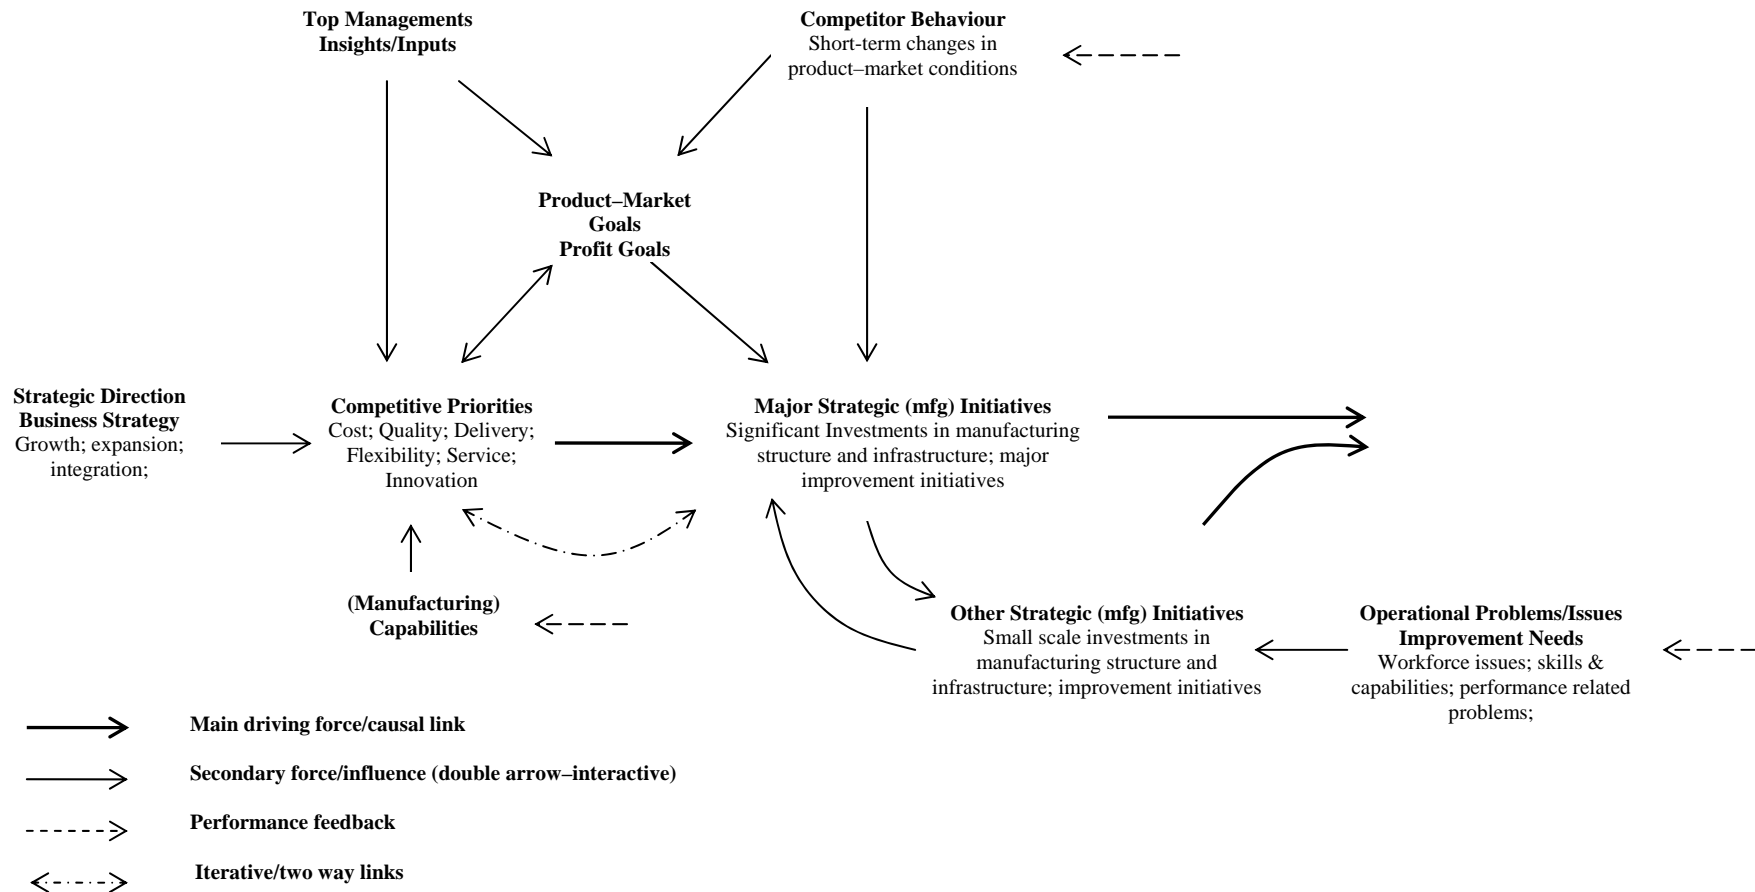 Top Managements
Insights/Inputs
Competitor Behaviour
Short-term changes in
product–market conditions
Product–Market
Goals
Profit Goals
Strategic Direction
Business Strategy
Growth; expansion;
integration;
Competitive Priorities
Cost; Quality; Delivery;
Flexibility; Service;
Innovation
Major Strategic (mfg) Initiatives
Significant Investments in manufacturing
structure and infrastructure; major
improvement initiatives
(Manufacturing)
Capabilities
Other Strategic (mfg) Initiatives
Small scale investments in
manufacturing structure and
infrastructure; improvement initiatives
Operational Problems/Issues
Improvement Needs
Workforce issues; skills &
capabilities; performance related
problems;
Main driving force/causal link
Secondary force/influence (double arrow–interactive)
Performance feedback
Iterative/two way links